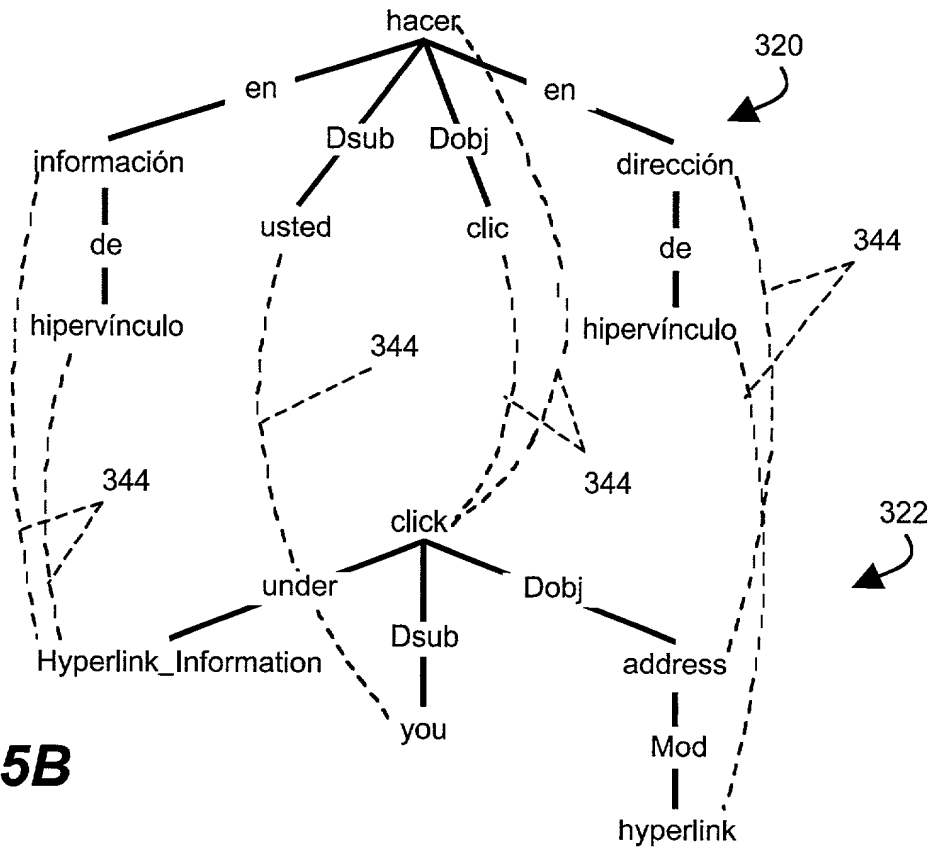 hacer
320
en
en
Dsub
Dobj
información
dirección
usted
clic
de
de
344
hipervínculo
hipervínculo
344
344
344
click
322
under
Dobj
Dsub
Hyperlink_Information
address
you
Mod
5B
hyperlink